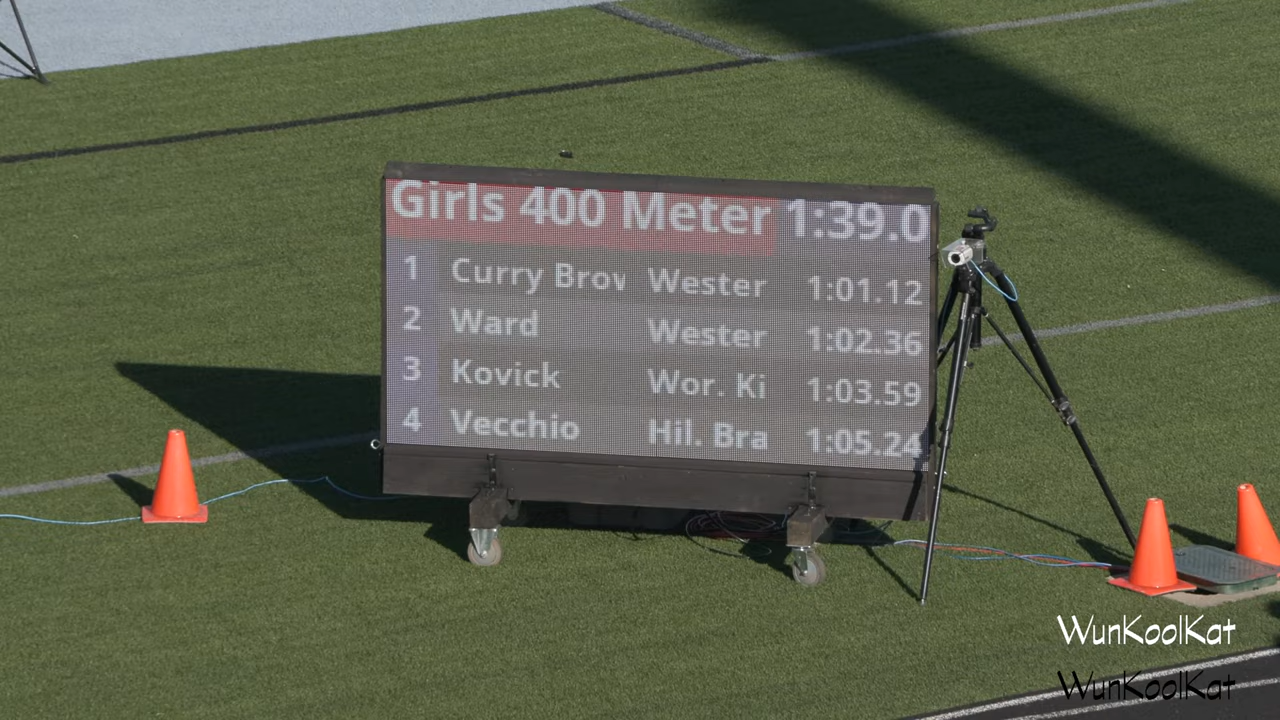 Girls 400 Meter 1:39.0
1 Curry Brov Wester 1:01.12
2 Ward Wester 1:02.36
3 Kovick Wor. Ki 1:03.59
4 Vecchio Hil. Bra 1:05.24
WunKoolKat
WunKoolKat